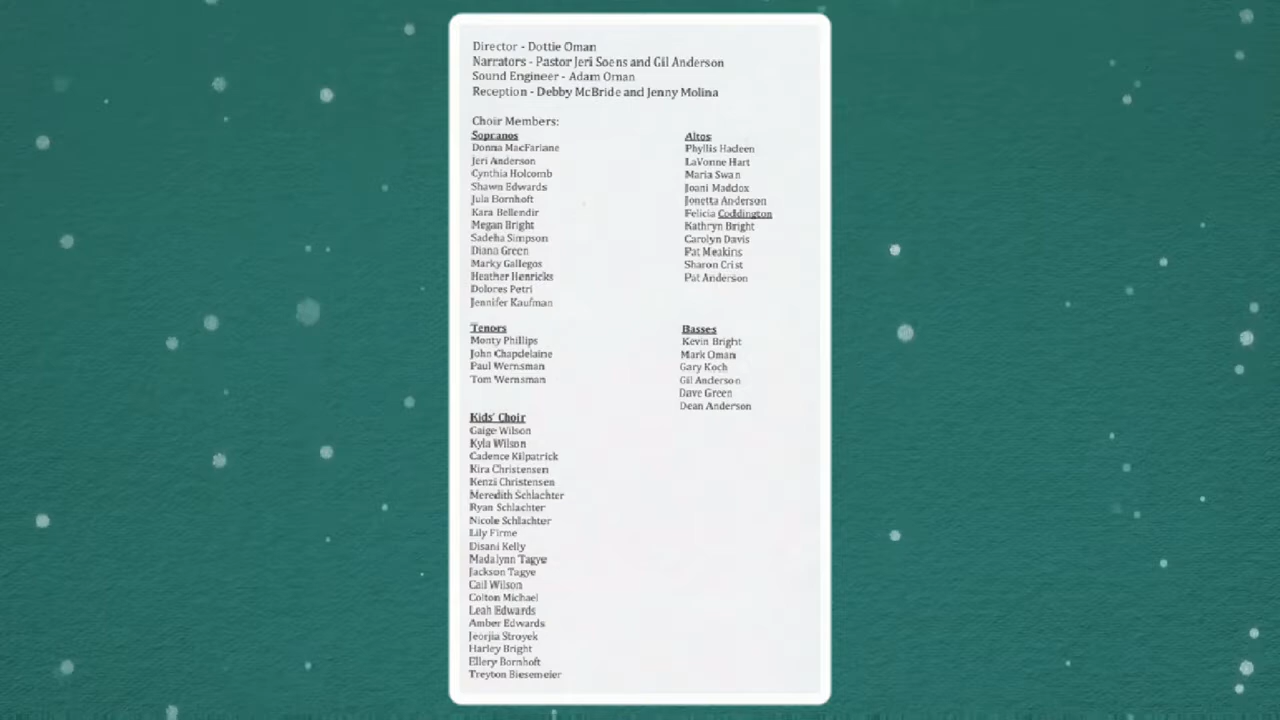 Director - Dottie Oman
Narrators - Pastor Jeri Soens and Gil Anderson
Sound Engineer - Adam Oman
Reception - Debby McBride and Jenny Molina
Choir Members:
Sopranos
Donna MacFarlane
Jeri Anderson
Cynthia Holcomb
Shawn Edwards
Jula Bornhoft
Kara Bellendir
Megan Bright
Sadeha Simpson
Diana Green
Marky Gallegos
Heather Henricks
Dolores Petri
Jennifer Kaufman
Altos
Phyllis Hadeen
LaVonne Hart
Maria Swan
Joani Maddox
Jonetta Anderson
Felicia Coddington
Kathryn Bright
Carolyn Davis
Pat Meakins
Sharon Crist
Pat Anderson
Tenors
Monty Phillips
John Chapdelaine
Paul Wernsman
Tom Wernsman
Basses
Kevin Bright
Mark Oman
Gary Koch
Gil Anderson
Dave Green
Dean Anderson
Kids' Choir
Gaige Wilson
Kyla Wilson
Cadence Kilpatrick
Kira Christensen
Kenzi Christensen
Meredith Schlachter
Ryan Schlachter
Nicole Schlachter
Lily Firme
Disani Kelly
Madalynn Tagye
Jackson Tagye
Cail Wilson
Colton Michael
Leah Edwards
Amber Edwards
Jeorjia Stroyek
Harley Bright
Ellery Bornhoft
Treyton Biesemeier